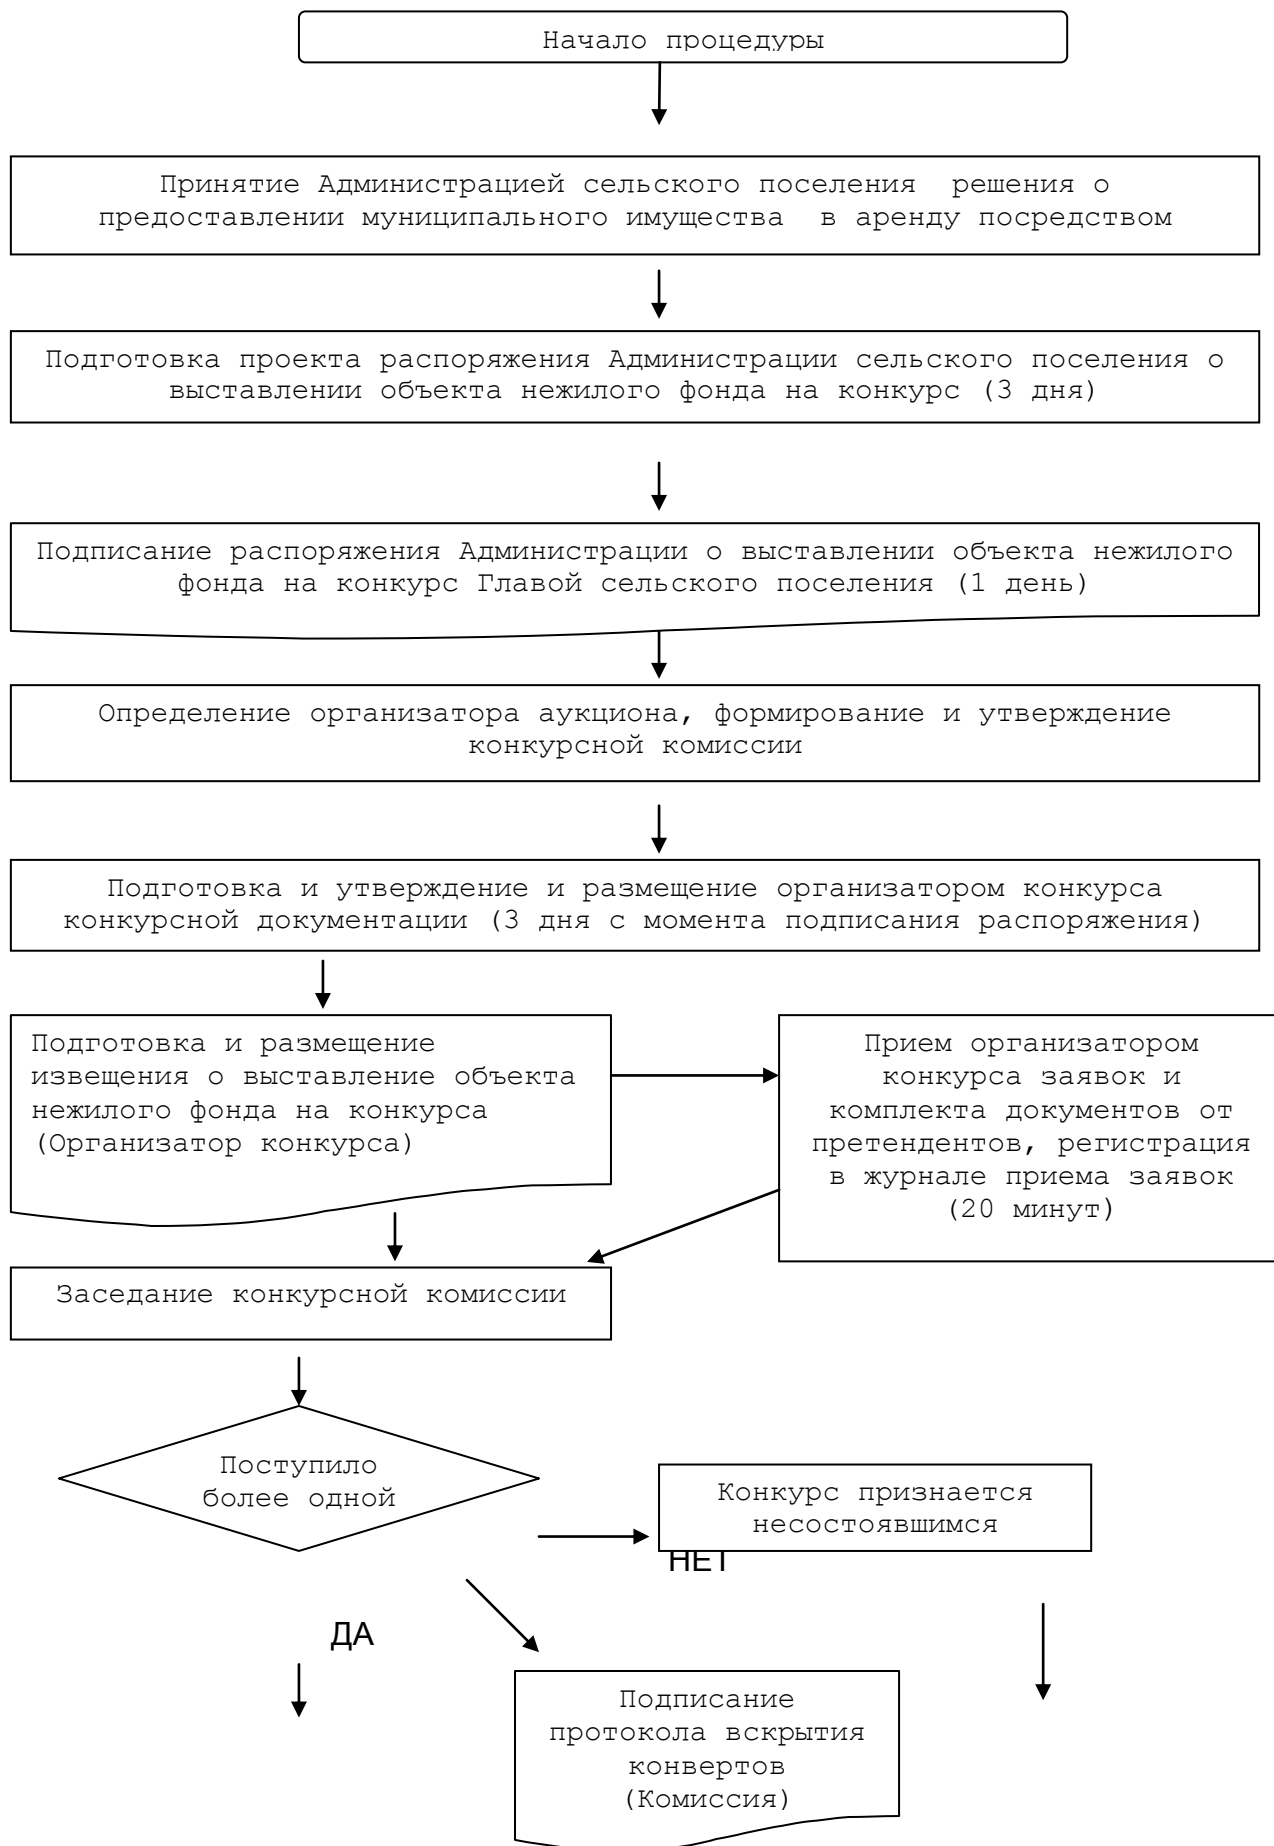 Начало процедуры
Принятие Администрацией сельского поселения  решения о
предоставлении муниципального имущества  в аренду посредством
Подготовка проекта распоряжения Администрации сельского поселения о
выставлении объекта нежилого фонда на конкурс (3 дня)
Подписание распоряжения Администрации о выставлении объекта нежилого
фонда на конкурс Главой сельского поселения (1 день)
Определение организатора аукциона, формирование и утверждение
конкурсной комиссии
Подготовка и утверждение и размещение организатором конкурса
конкурсной документации (3 дня с момента подписания распоряжения)
Подготовка и размещение
извещения о выставление объекта
нежилого фонда на конкурса
(Организатор конкурса)
Прием организатором
конкурса заявок и
комплекта документов от
претендентов, регистрация
в журнале приема заявок
(20 минут)
Заседание конкурсной комиссии
Поступило
более одной
Конкурс признается
несостоявшимся
НЕТ
ДА
Подписание
протокола вскрытия
конвертов
(Комиссия)